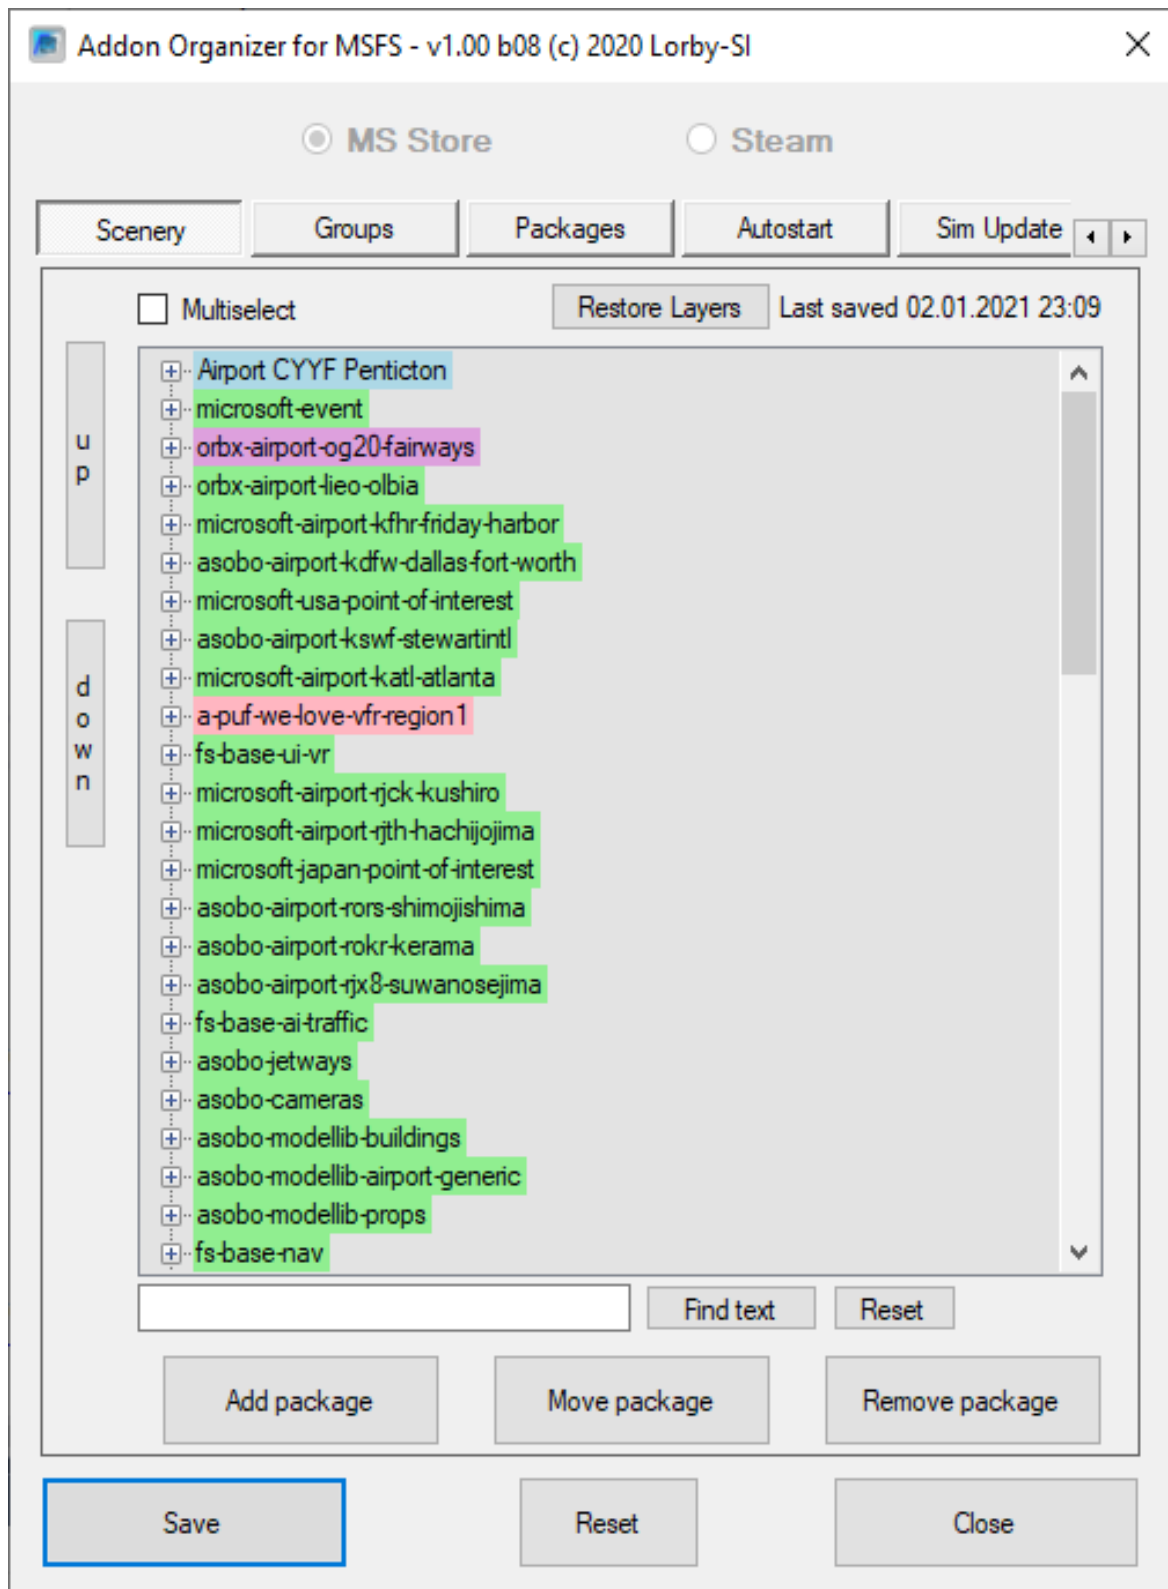 Addon Organizer for MSFS - v1.00 b08 (c) 2020 Lorby-SI
MS Store Steam
Scenery Groups Packages Autostart Sim Update
Multiselect Restore Layers Last saved 02.01.2021 23:09
up
down
Airport CYYF Penticton
microsoft-event
orbx-airport-og20-fairways
orbx-airport-lieo-olbia
microsoft-airport-kfhr-friday-harbor
asobo-airport-kdfw-dallas-fort-worth
microsoft-usa-point-of-interest
asobo-airport-kswf-stewartintl
microsoft-airport-katl-atlanta
a-puf-we-love-vfr-region1
fs-base-ui-vr
microsoft-airport-rjck-kushiro
microsoft-airport-rjth-hachijojima
microsoft-japan-point-of-interest
asobo-airport-rors-shimojishima
asobo-airport-rokr-kerama
asobo-airport-rjx8-suwanosejima
fs-base-ai-traffic
asobo-jetways
asobo-cameras
asobo-modellib-buildings
asobo-modellib-airport-generic
asobo-modellib-props
fs-base-nav
Find text Reset
Add package Move package Remove package
Save Reset Close